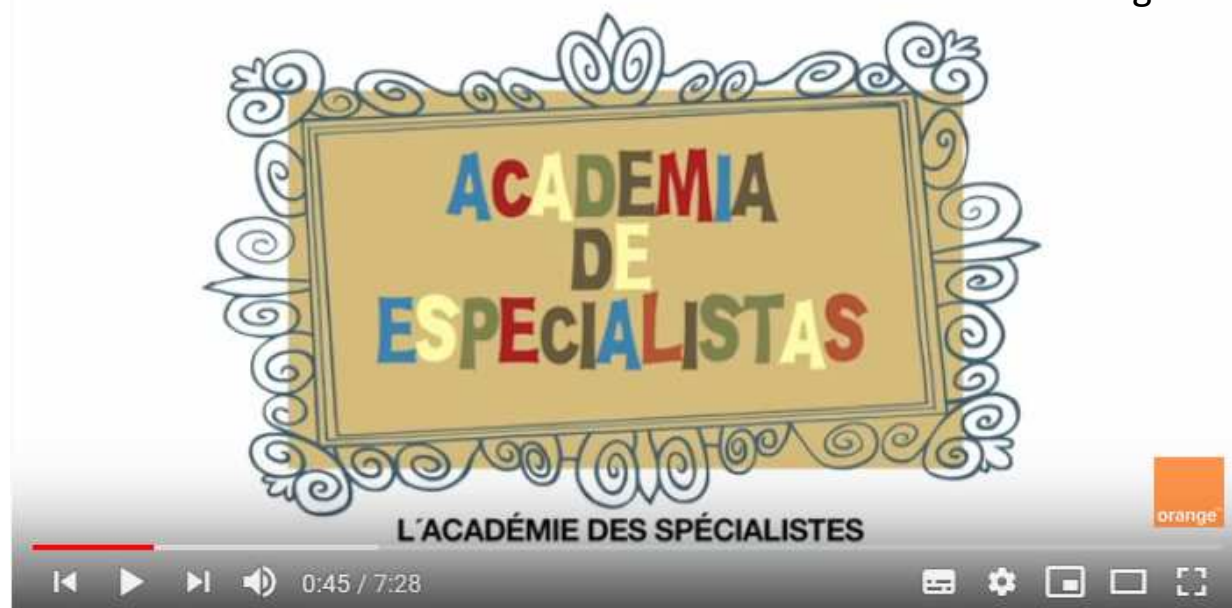 g
ACADEMIA
DE
ESPECIALISTAS
L´ACADÉMIE DES SPÉCIALISTES
orange
0:45 / 7:28